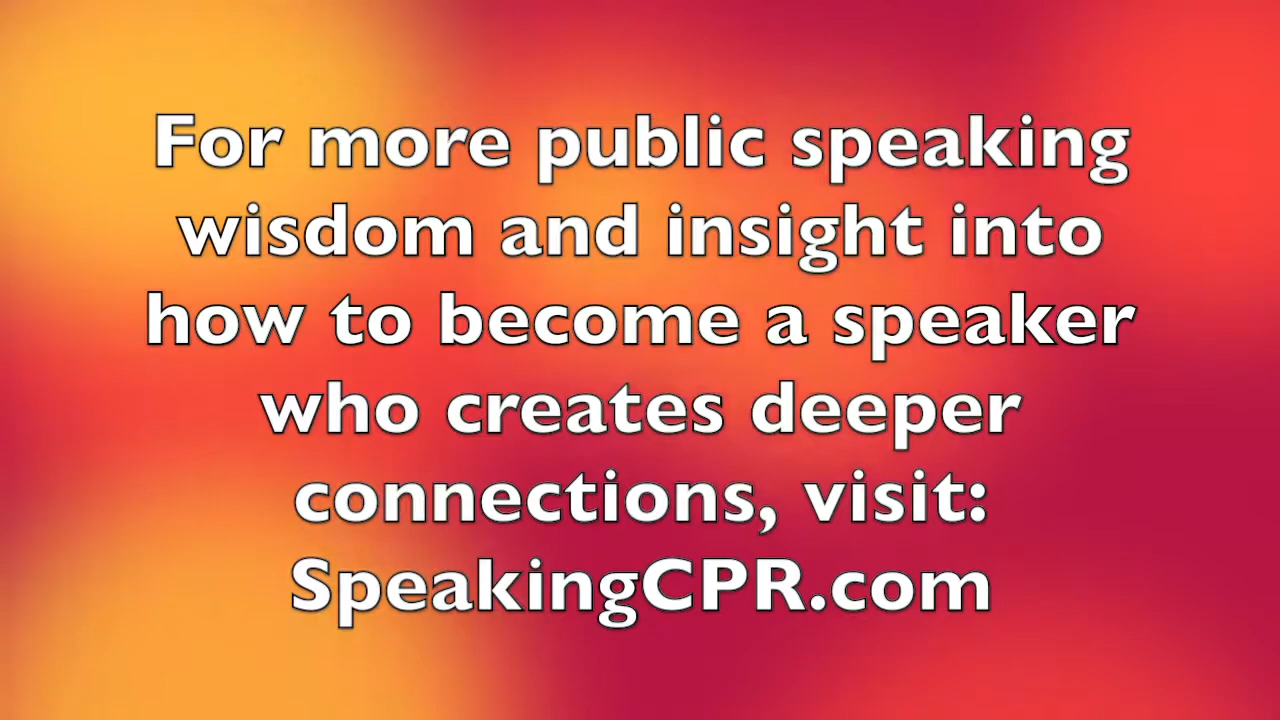 For more public speaking
wisdom and insight into
how to become a speaker
who creates deeper
connections, visit:
SpeakingCPR.com